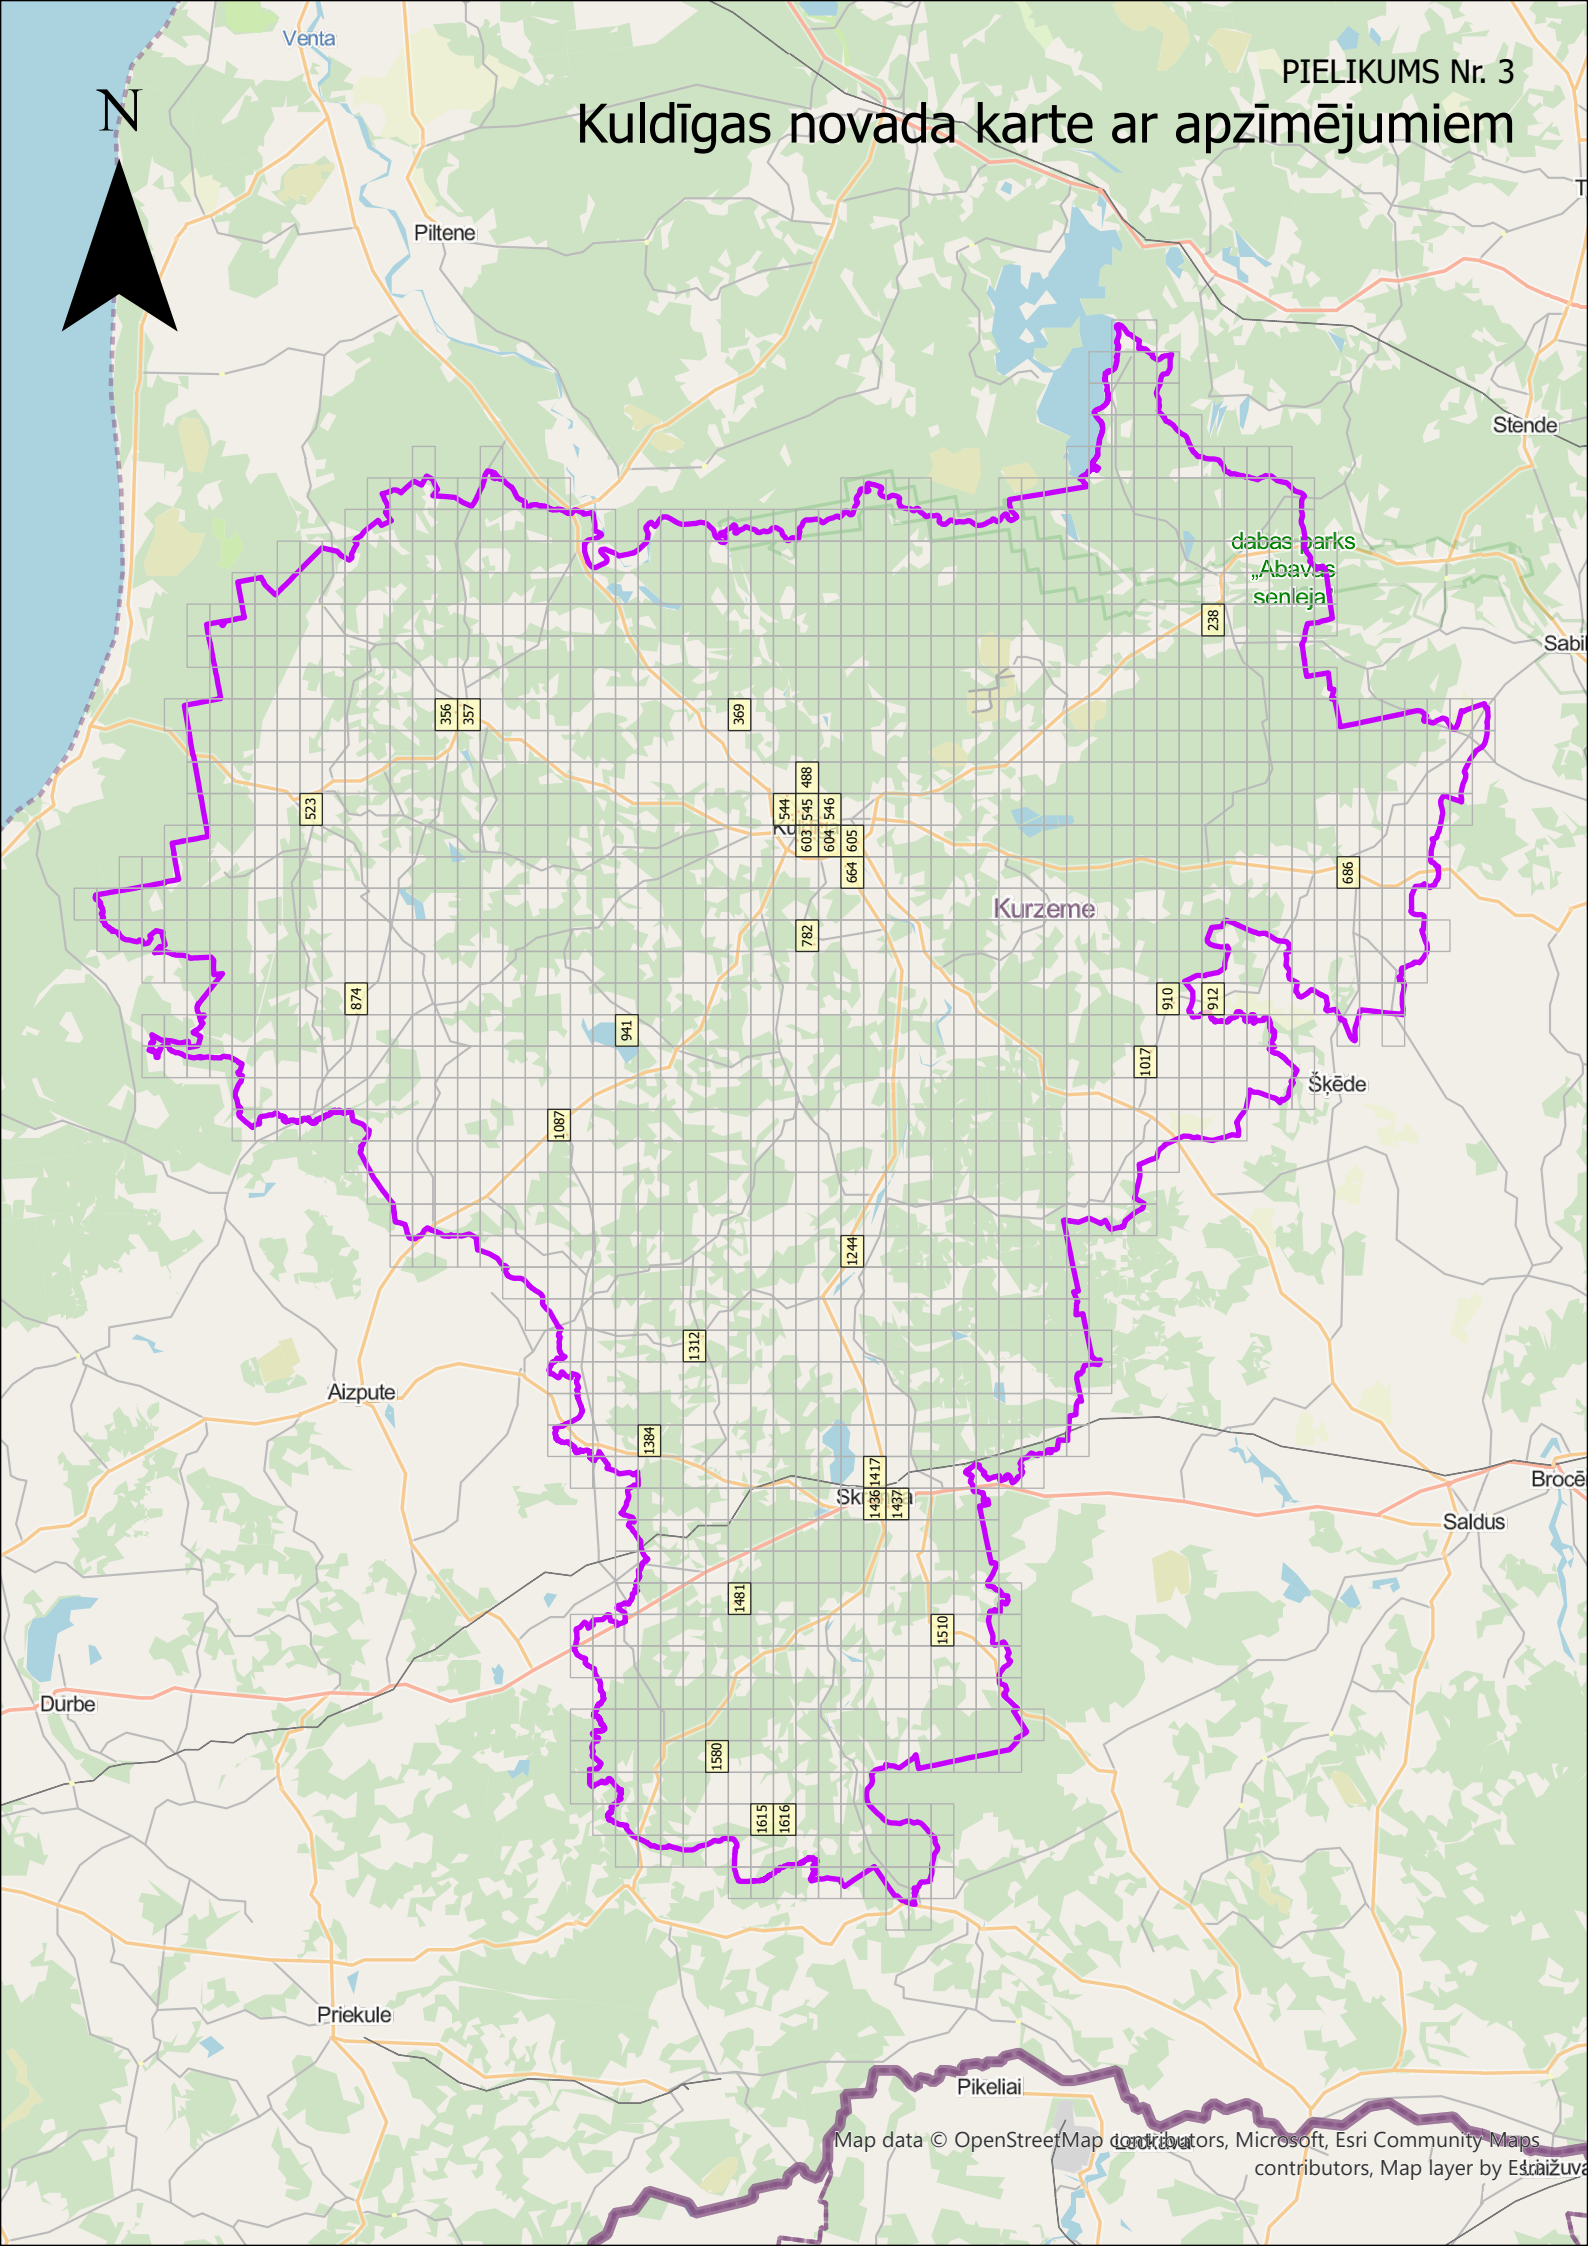 Venta
PIELIKUMS Nr. 3
N
Kuldīgas novada karte ar apzīmējumiem
Piltene
Stende
dabas parks
„Abavas
senleja"
238
356
357
369
488
523
544
545
546
603
604
605
664
686
Kurzeme
782
874
910
912
941
1017
Šķēde
1087
1244
1312
Aizpute
1384
1417
1436
1437
Saldus
1481
1510
Durbe
1580
1615
1616
Priekule
Pikeliai
Map data © OpenStreetMap contributors, Microsoft, Esri Community Maps
contributors, Map layer by Esri